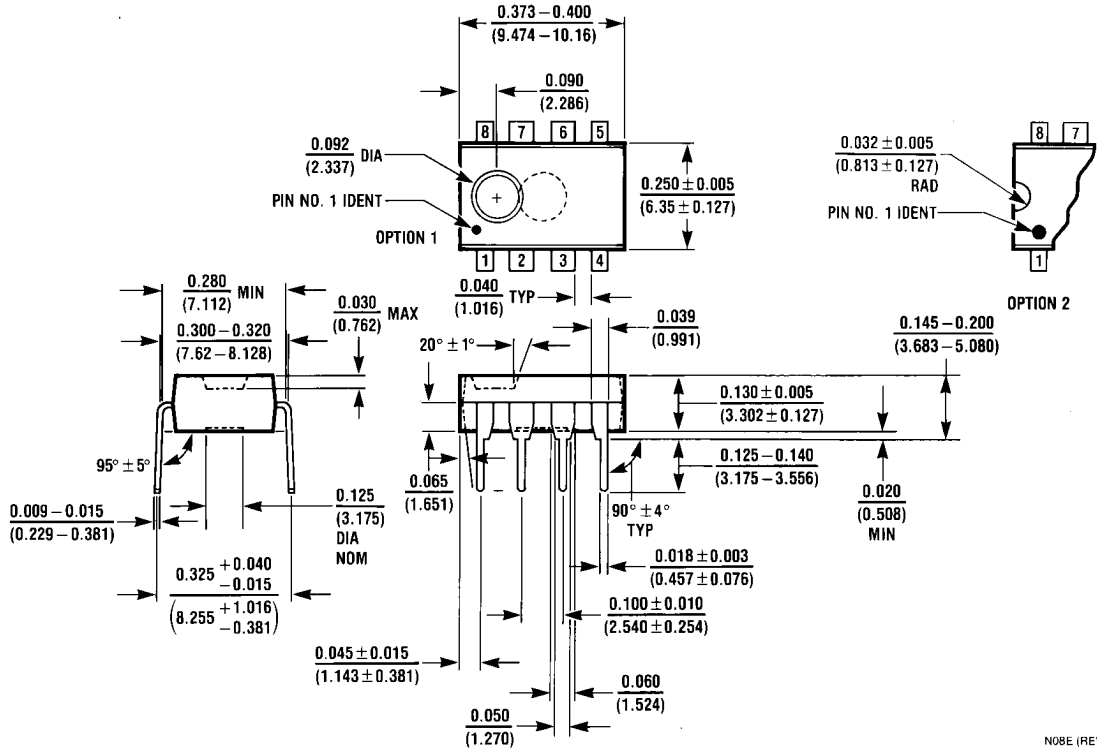 0.373–0.400
(9.474–10.16)
0.090
(2.286)
8 7 6 5
8 7
0.092
(2.337) DIA
0.032 ± 0.005
(0.813 ± 0.127)
RAD
0.250 ± 0.005
(6.35 ± 0.127)
PIN NO. 1 IDENT
PIN NO. 1 IDENT
+
OPTION 1
1 2 3 4
1
OPTION 2
0.280
(7.112) MIN
0.030
(0.762) MAX
0.040
(1.016) TYP
0.300–0.320
(7.62–8.128)
20° ± 1°
0.039
(0.991)
0.145–0.200
(3.683–5.080)
0.130 ± 0.005
(3.302 ± 0.127)
95° ± 5°
0.065
(1.651)
0.125–0.140
(3.175–3.556)
90° ± 4°
TYP
0.020
(0.508)
MIN
0.009–0.015
(0.229–0.381)
0.125
(3.175)
DIA
NOM
0.018 ± 0.003
(0.457 ± 0.076)
0.325 +0.040
−0.015
(8.255 +1.016
−0.381)
0.100 ± 0.010
(2.540 ± 0.254)
0.045 ± 0.015
(1.143 ± 0.381)
0.060
(1.524)
0.050
(1.270)
N08E